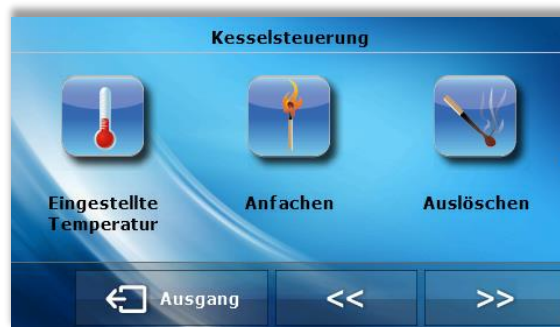 Kesselsteuerung
Eingestellte
Temperatur
Anfachen
Auslöschen
Ausgang
<<
>>